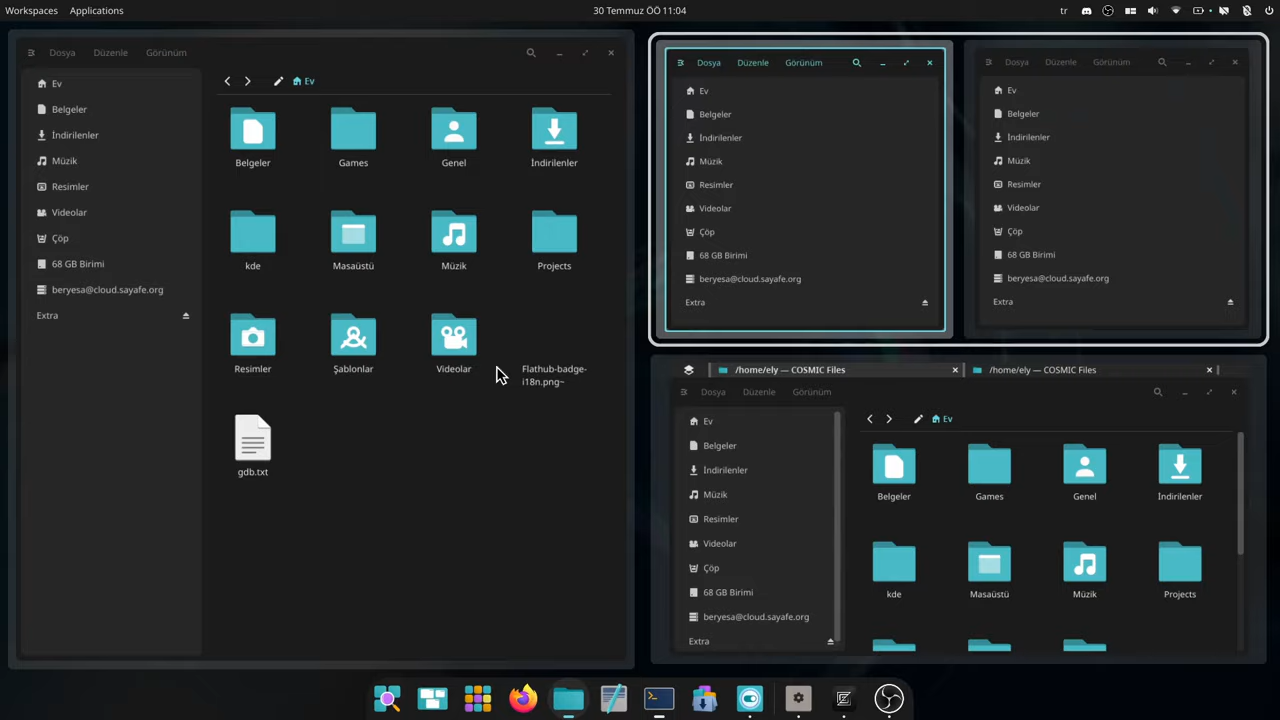 Workspaces Applications 30 Temmuz ÖÖ 11:04 tr
Dosya Düzenle Görünüm
Ev
Belgeler
İndirilenler
Müzik
Resimler
Videolar
Çöp
68 GB Birimi
beryesa@cloud.sayafe.org
Extra
Ev
Belgeler Games Genel İndirilenler
kde Masaüstü Müzik Projects
Resimler Şablonlar Videolar Flathub-badge-
i18n.png~
gdb.txt
Dosya Düzenle Görünüm
Ev
Belgeler
İndirilenler
Müzik
Resimler
Videolar
Çöp
68 GB Birimi
beryesa@cloud.sayafe.org
Extra
Dosya Düzenle Görünüm
Ev
Belgeler
İndirilenler
Müzik
Resimler
Videolar
Çöp
68 GB Birimi
beryesa@cloud.sayafe.org
Extra
/home/ely — COSMIC Files /home/ely — COSMIC Files
Dosya Düzenle Görünüm
Ev
Belgeler
İndirilenler
Müzik
Resimler
Videolar
Çöp
68 GB Birimi
beryesa@cloud.sayafe.org
Extra
Ev
Belgeler Games Genel İndirilenler
kde Masaüstü Müzik Projects